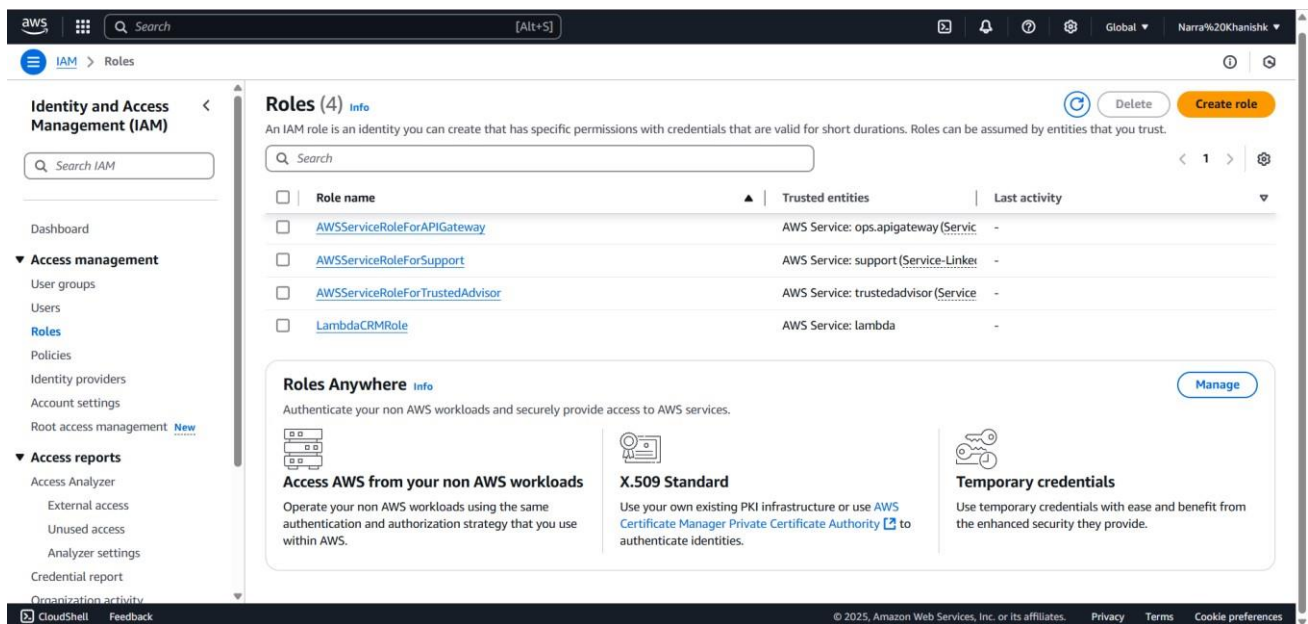 aws
Search [Alt+S] Global Narra%20Khanishk
IAM > Roles
Identity and Access Management (IAM)
Search IAM
Dashboard
Access management
User groups
Users
Roles
Policies
Identity providers
Account settings
Root access management New
Access reports
Access Analyzer
External access
Unused access
Analyzer settings
Credential report
Organization activity
Roles (4) Info Delete Create role
An IAM role is an identity you can create that has specific permissions with credentials that are valid for short durations. Roles can be assumed by entities that you trust.
Search < 1 >
Role name Trusted entities Last activity
AWSServiceRoleForAPIGateway AWS Service: ops.apigateway (Servic -
AWSServiceRoleForSupport AWS Service: support (Service-Linke -
AWSServiceRoleForTrustedAdvisor AWS Service: trustedadvisor (Service -
LambdaCRMRole AWS Service: lambda -
Roles Anywhere Info Manage
Authenticate your non AWS workloads and securely provide access to AWS services.
Access AWS from your non AWS workloads
Operate your non AWS workloads using the same
authentication and authorization strategy that you use
within AWS.
X.509 Standard
Use your own existing PKI infrastructure or use AWS
Certificate Manager Private Certificate Authority to
authenticate identities.
Temporary credentials
Use temporary credentials with ease and benefit from
the enhanced security they provide.
CloudShell Feedback © 2025, Amazon Web Services, Inc. or its affiliates. Privacy Terms Cookie preferences